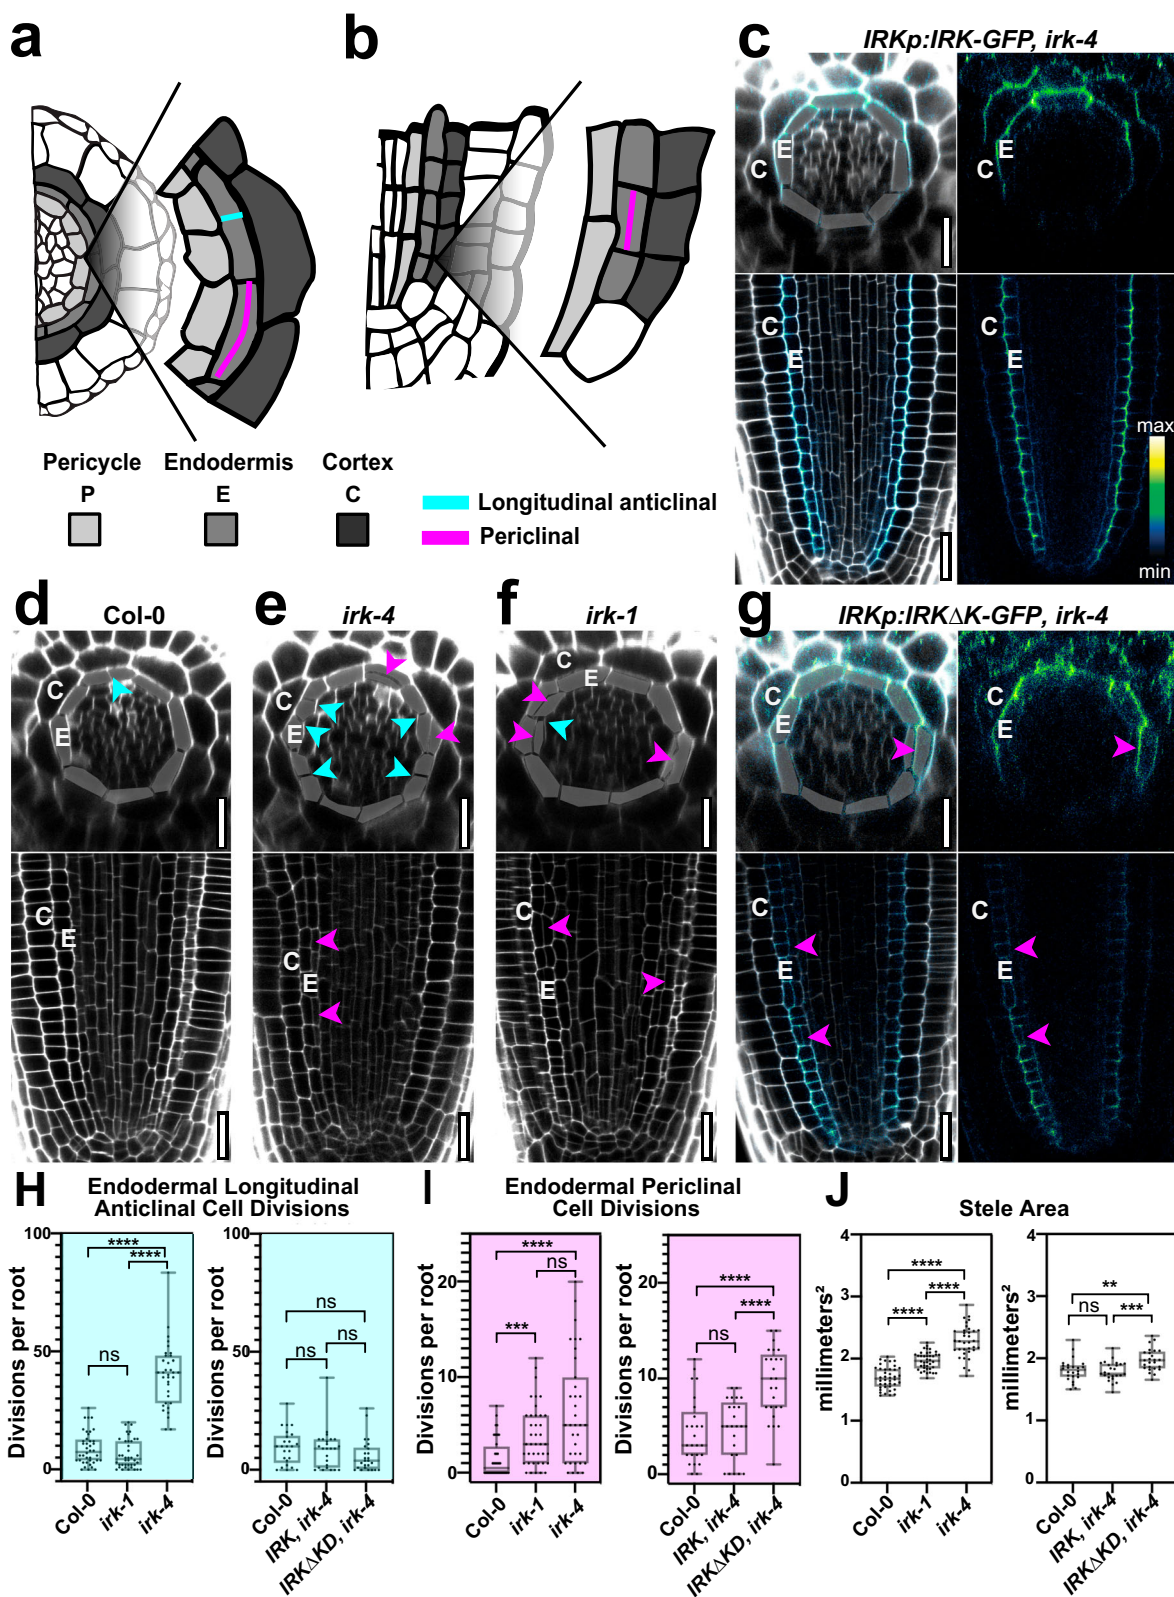 a
b
c
IRKp:IRK-GFP, irk-4
C
E
C
E
C
E
C
E
max
min
Pericycle Endodermis Cortex
P E C
Longitudinal anticlinal
Periclinal
d
Col-0
e
irk-4
f
irk-1
g
IRKp:IRKΔK-GFP, irk-4
C
E
C
E
C
E
C
E
C
E
C
E
C
E
C
E
C
E
C
E
H
Endodermal Longitudinal
Anticlinal Cell Divisions
Divisions per root
100
50
0
****
****
ns
Col-0
irk-1
irk-4
Divisions per root
100
50
0
ns
ns
ns
Col-0
IRK, irk-4
IRKΔKD, irk-4
I
Endodermal Periclinal
Cell Divisions
Divisions per root
20
10
0
****
ns
***
Col-0
irk-1
irk-4
Divisions per root
20
10
0
****
****
ns
Col-0
IRK, irk-4
IRKΔKD, irk-4
J
Stele Area
millimeters²
4
3
2
1
0
****
****
****
Col-0
irk-1
irk-4
millimeters²
4
3
2
1
0
**
ns
***
Col-0
IRK, irk-4
IRKΔKD, irk-4